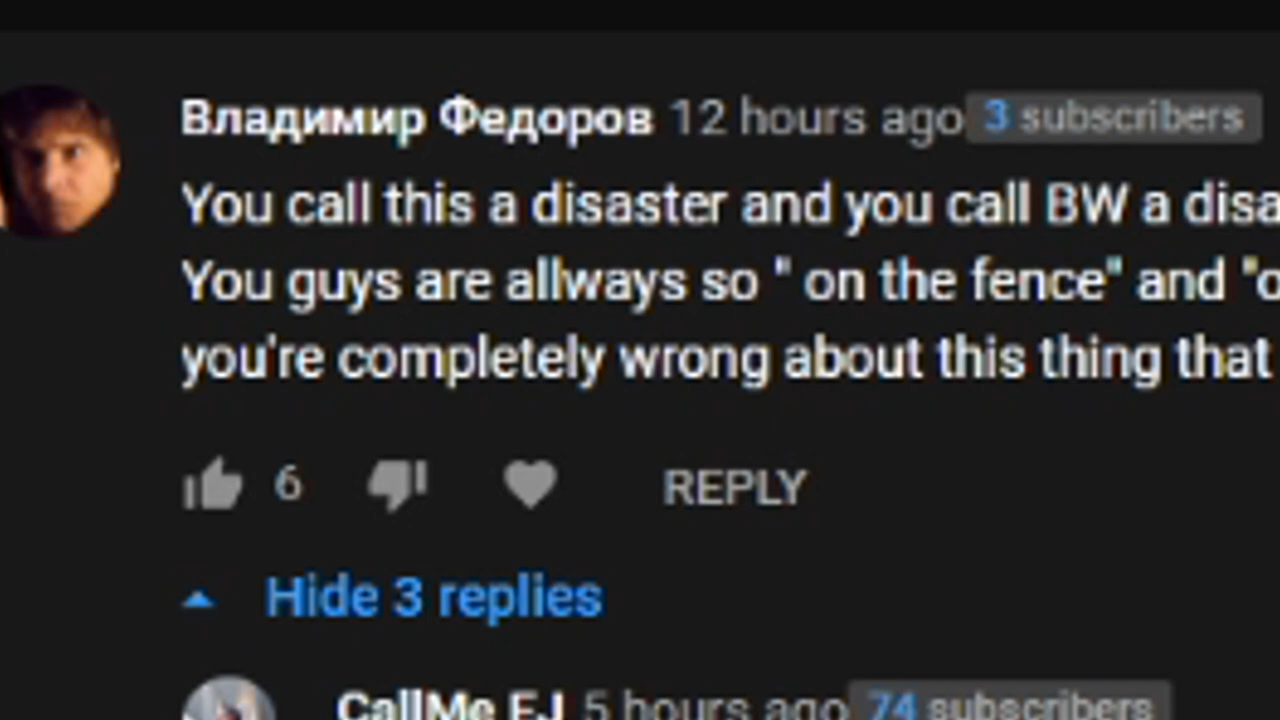 Владимир Федоров 12 hours ago 3 subscribers
You call this a disaster and you call BW a disa
You guys are allways so " on the fence" and "o
you're completely wrong about this thing that
6 REPLY
Hide 3 replies
CallMe EJ 5 hours ago 74 subscribers